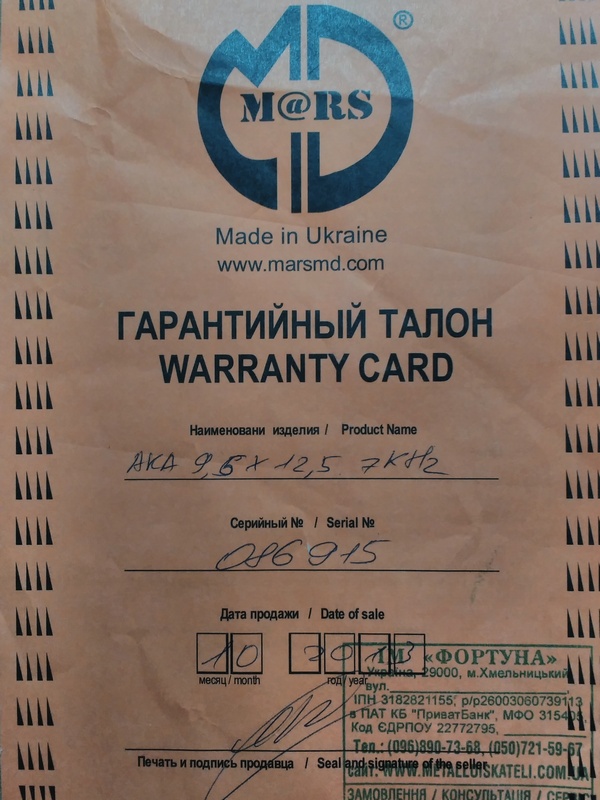 ®
M@RS
Made in Ukraine
www.marsmd.com
ГАРАНТИЙНЫЙ ТАЛОН
WARRANTY CARD
Наименовани изделия / Product Name
АКА 9,5 X 12,5 7KHz
Серийный № / Serial №
086915
Дата продажи / Date of sale
10 2013
месяц / month год / year
ТМ «ФОРТУНА»
Україна, 29000, м.Хмельницький
вул.
ІПН 3182821155, р/р26003060739113
в ПАТ КБ "ПриватБанк", МФО 315405
Код ЄДРПОУ 22772795,
Тел.: (096)890-73-68, (050)721-59-67
Печать и подпись продавца / Seal and signature of the seller
сайт: WWW.METALLOISKATELI.COM.UA
ЗАМОВЛЕННЯ / КОНСУЛЬТАЦІЯ /